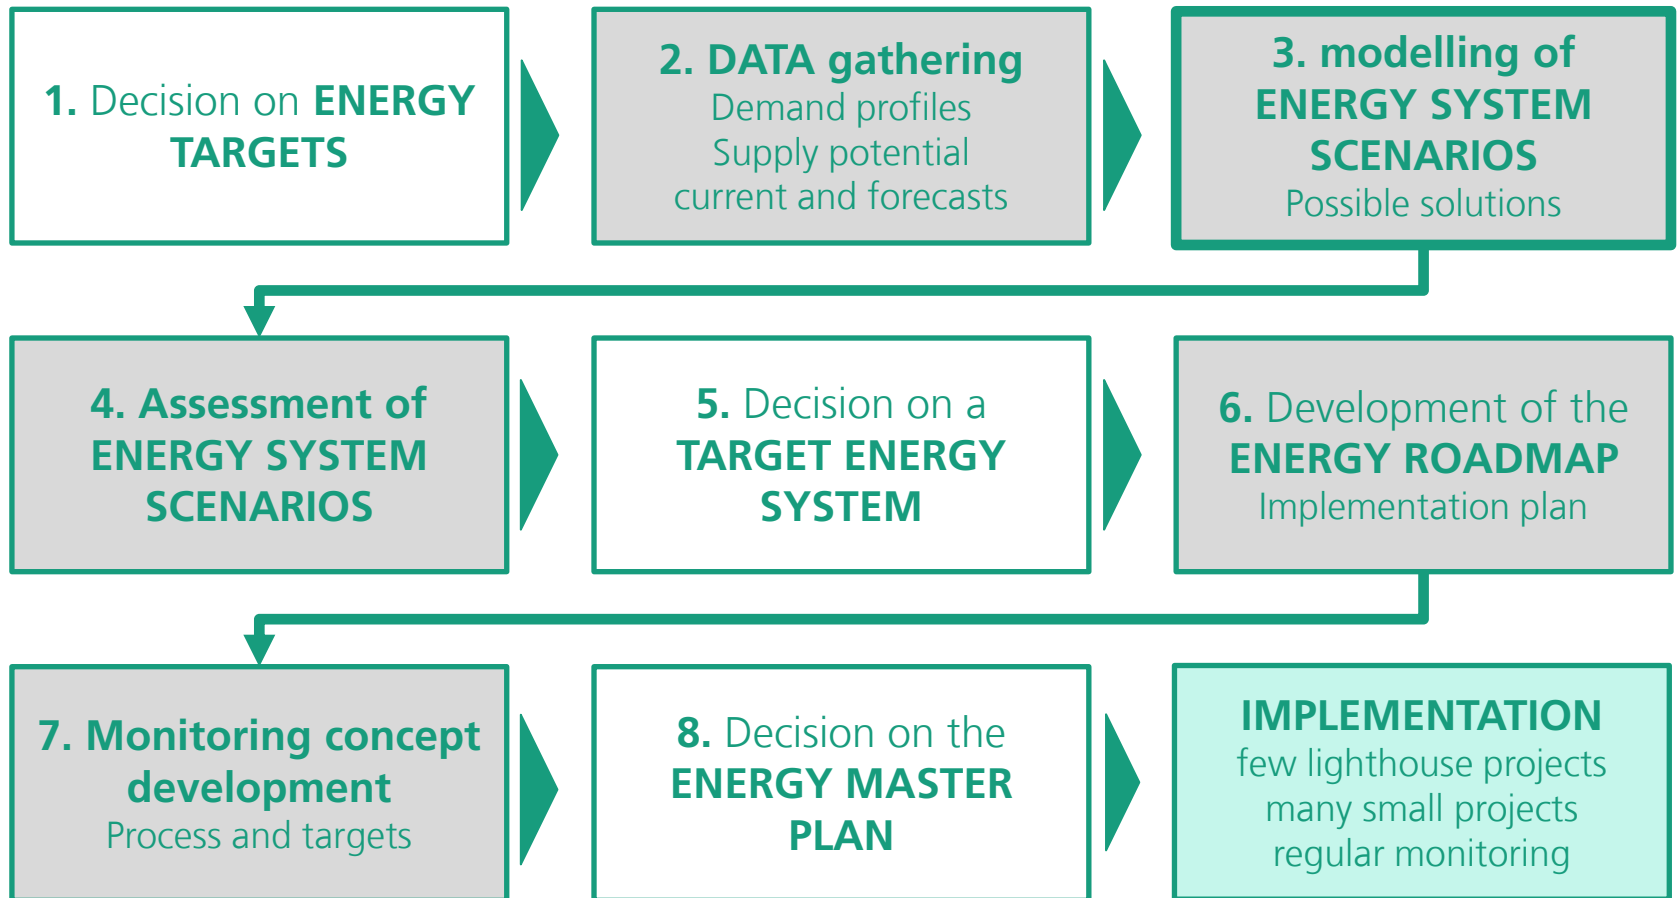 1. Decision on ENERGY
TARGETS
2. DATA gathering
Demand profiles
Supply potential
current and forecasts
3. modelling of
ENERGY SYSTEM
SCENARIOS
Possible solutions
4. Assessment of
ENERGY SYSTEM
SCENARIOS
5. Decision on a
TARGET ENERGY
SYSTEM
6. Development of the
ENERGY ROADMAP
Implementation plan
7. Monitoring concept
development
Process and targets
8. Decision on the
ENERGY MASTER
PLAN
IMPLEMENTATION
few lighthouse projects
many small projects
regular monitoring